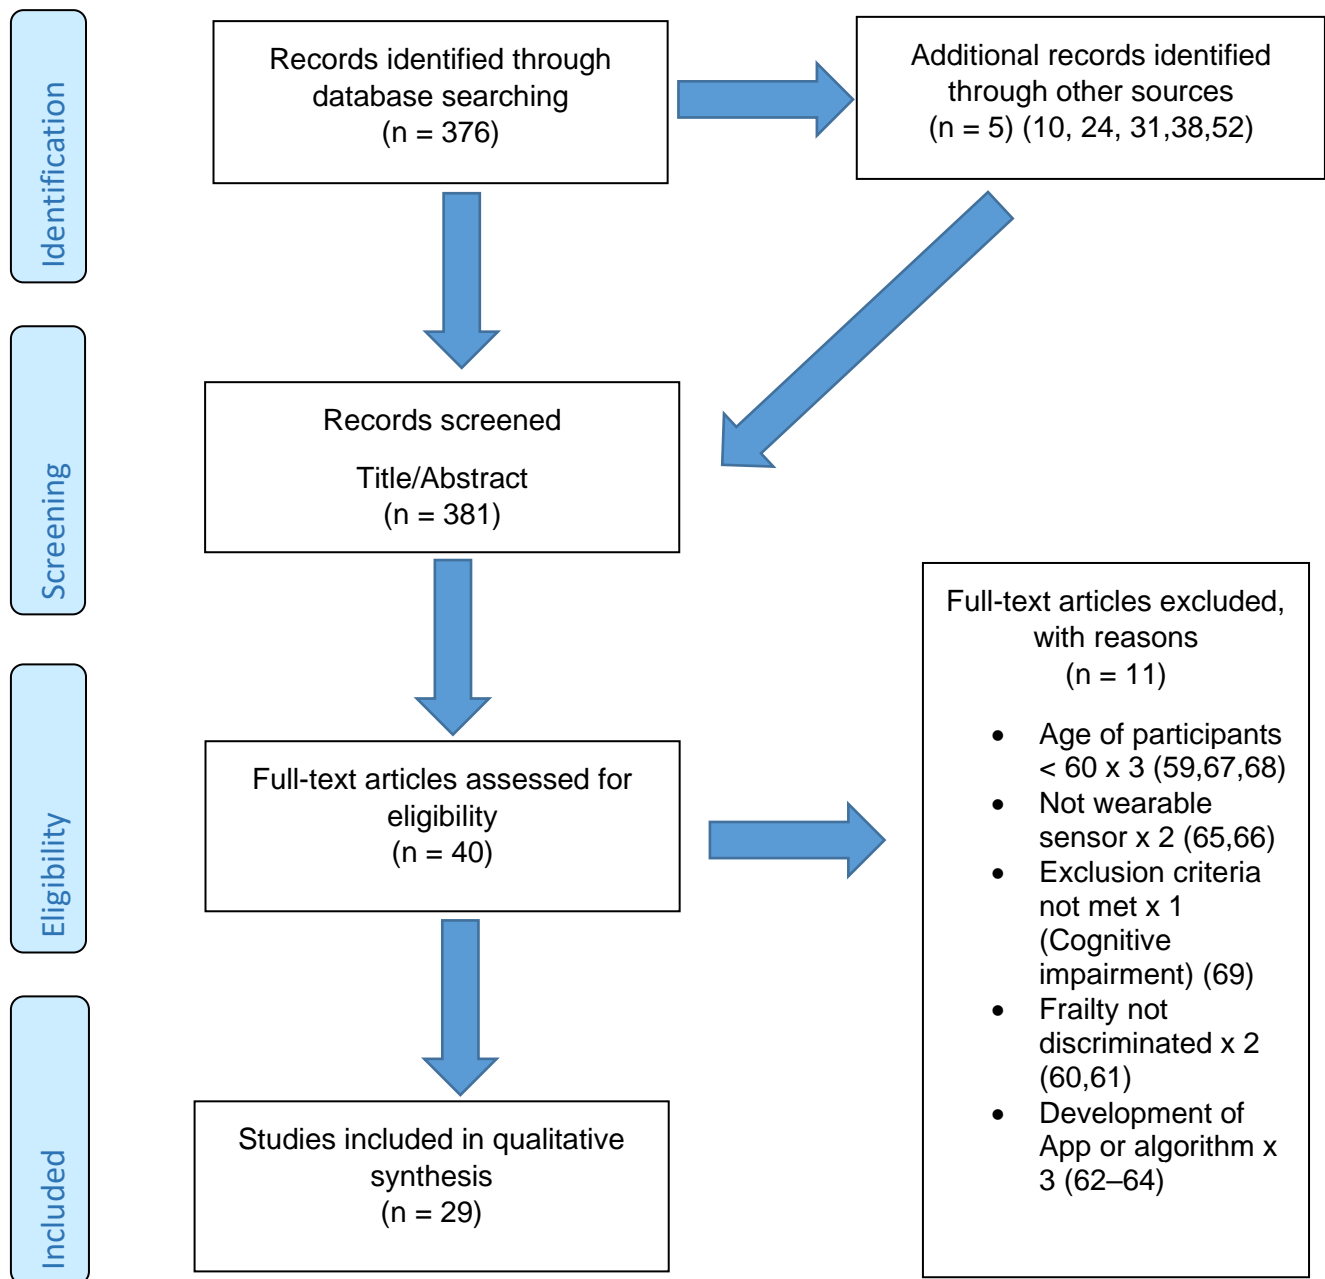 Identification
Records identified through
database searching
(n = 376)
Additional records identified
through other sources
(n = 5) (10, 24, 31,38,52)
Screening
Records screened
Title/Abstract
(n = 381)
Eligibility
Full-text articles assessed for
eligibility
(n = 40)
Full-text articles excluded,
with reasons
(n = 11)
• Age of participants
< 60 x 3 (59,67,68)
• Not wearable
sensor x 2 (65,66)
• Exclusion criteria
not met x 1
(Cognitive
impairment) (69)
• Frailty not
discriminated x 2
(60,61)
• Development of
App or algorithm x
3 (62–64)
Included
Studies included in qualitative
synthesis
(n = 29)